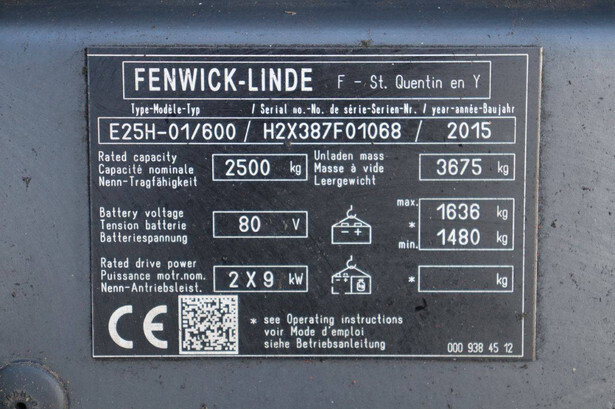 FENWICK-LINDE F - St. Quentin en Y
Type-Modèle-Typ / Serial no.-No. de série-Serien-Nr. / year-année-Baujahr
E25H-01/600 / H2X387F01068 / 2015
Rated capacity
Capacité nominale
Nenn-Tragfähigkeit
2500 kg
Unladen mass
Masse à vide
Leergewicht
3675 kg
Battery voltage
Tension batterie
Batteriespannung
80 V
max. 1636 kg
*
min. 1480 kg
Rated drive power
Puissance motr.nom.
Nenn-Antriebsleist.
2 X 9 kW
* kg
CE
* see Operating instructions
voir Mode d'emploi
siehe Betriebsanleitung
000 938 45 12